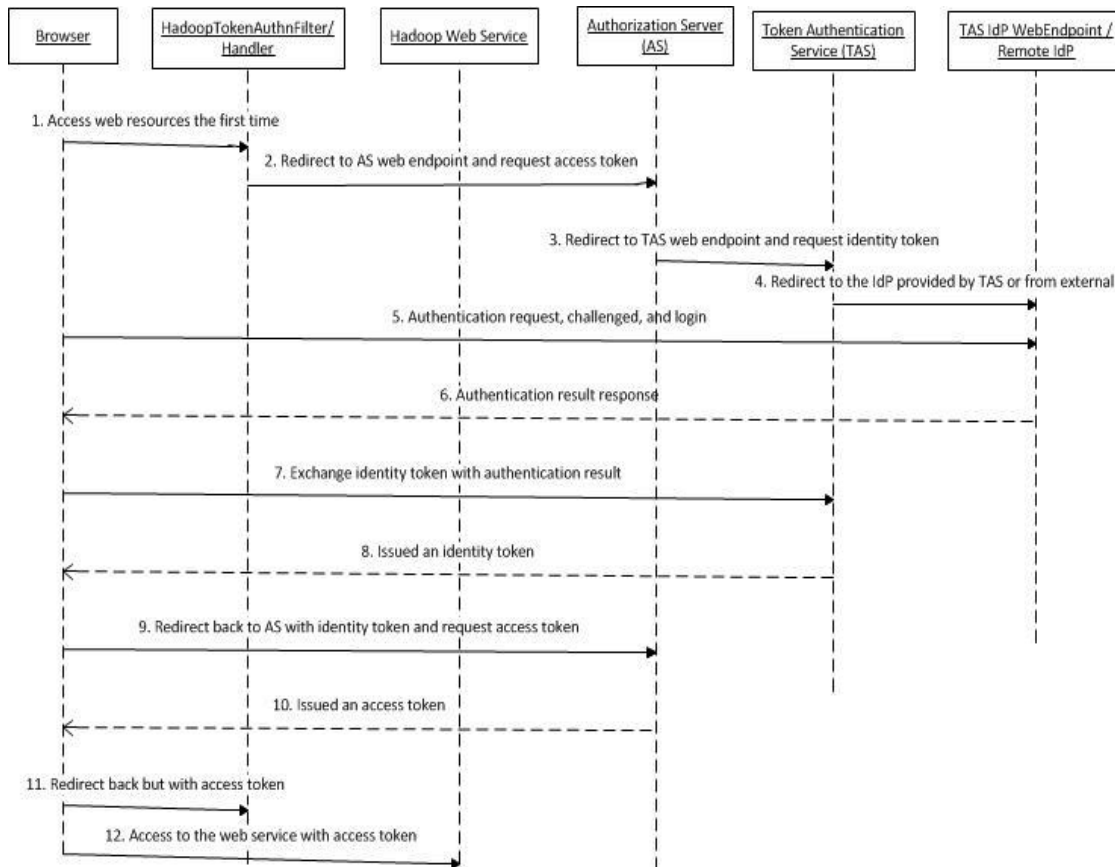 Browser
HadoopTokenAuthnFilter/
Handler
Hadoop Web Service
Authorization Server
(AS)
Token Authentication
Service (TAS)
TAS IdP WebEndpoint /
Remote IdP
1. Access web resources the first time
2. Redirect to AS web endpoint and request access token
3. Redirect to TAS web endpoint and request identity token
4. Redirect to the IdP provided by TAS or from external
5. Authentication request, challenged, and login
6. Authentication result response
7. Exchange identity token with authentication result
8. Issued an identity token
9. Redirect back to AS with identity token and request access token
10. Issued an access token
11. Redirect back but with access token
12. Access to the web service with access token